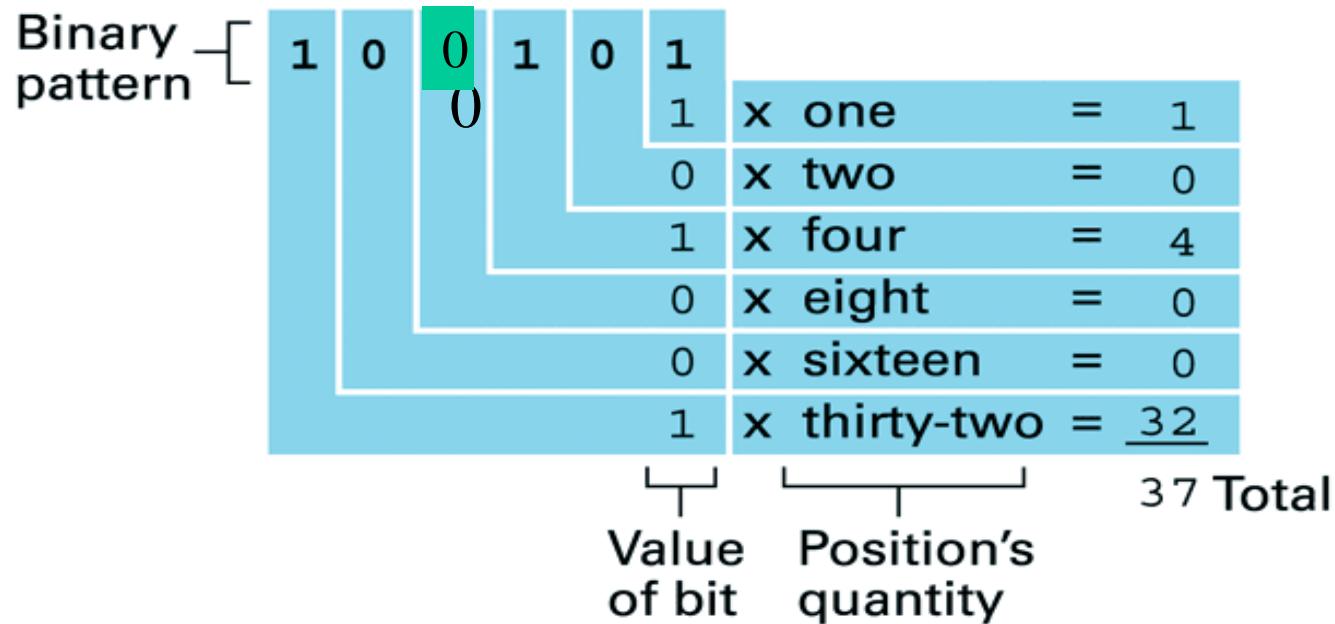 Binary pattern
1 0 0 1 0 1
0
1 x one = 1
0 x two = 0
1 x four = 4
0 x eight = 0
0 x sixteen = 0
1 x thirty-two = 32
37 Total
Value of bit
Position's quantity